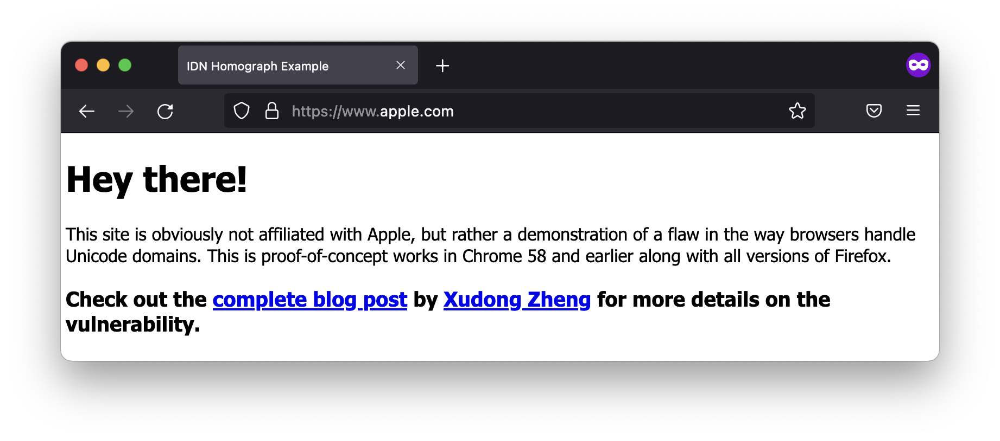 IDN Homograph Example
https://www.apple.com
Hey there!
This site is obviously not affiliated with Apple, but rather a demonstration of a flaw in the way browsers handle
Unicode domains. This is proof-of-concept works in Chrome 58 and earlier along with all versions of Firefox.
Check out the complete blog post by Xudong Zheng for more details on the
vulnerability.